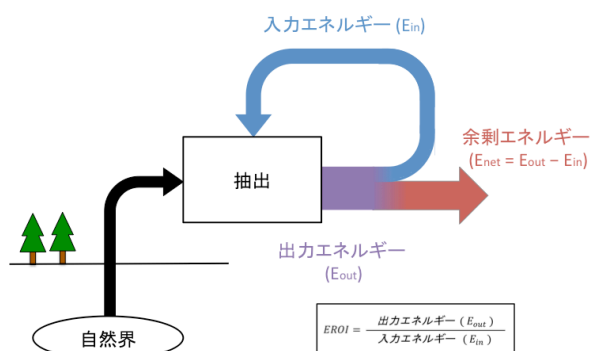 入力エネルギー (Ein)
余剰エネルギー
(Enet = Eout − Ein)
抽出
出力エネルギー
(Eout)
自然界
EROI = 出力エネルギー ( Eout ) / 入力エネルギー ( Ein )